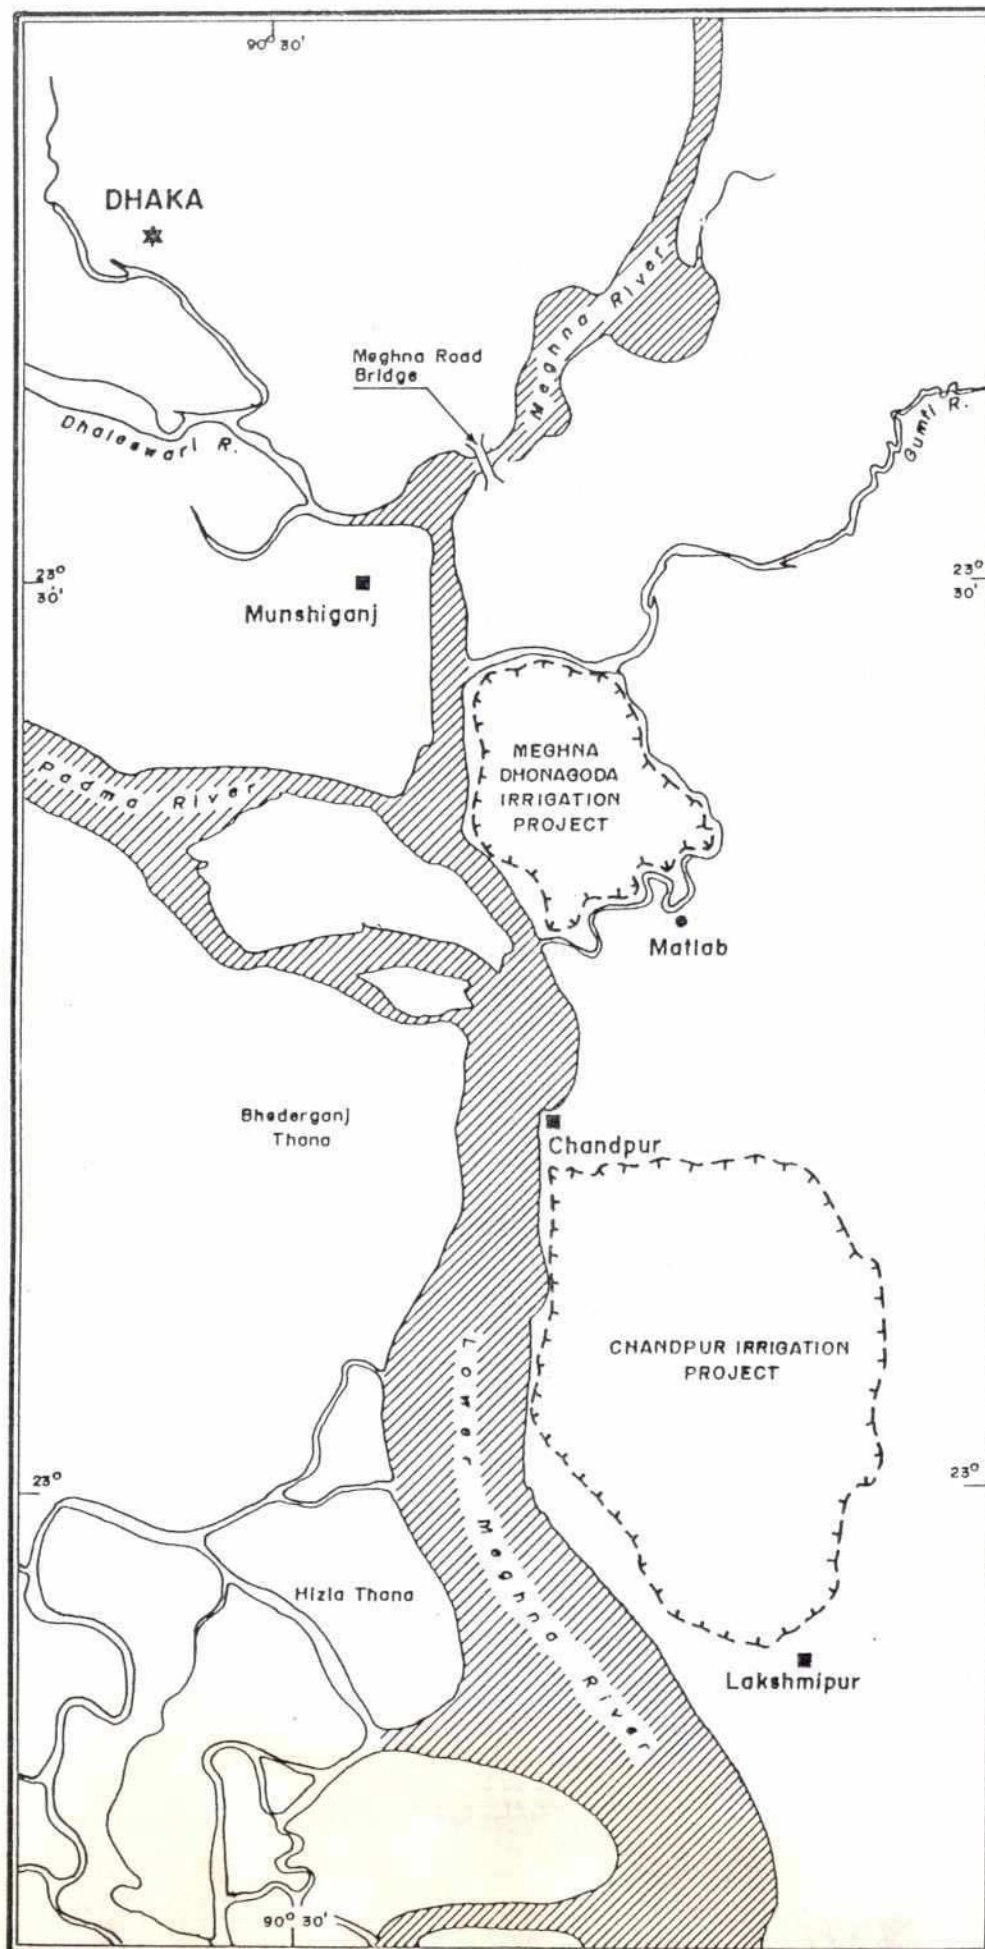 90° 30'
DHAKA
Meghna River
Meghna Road
Bridge
Dhaleswari R.
Gumti R.
23°
30'
23°
30'
Munshiganj
MEGHNA
DHONAGODA
IRRIGATION
PROJECT
Padma River
Matlab
Bhederganj
Thana
Chandpur
CHANDPUR IRRIGATION
PROJECT
Lower Meghna River
23°
23°
Hizla Thana
Lakshmipur
90° 30'